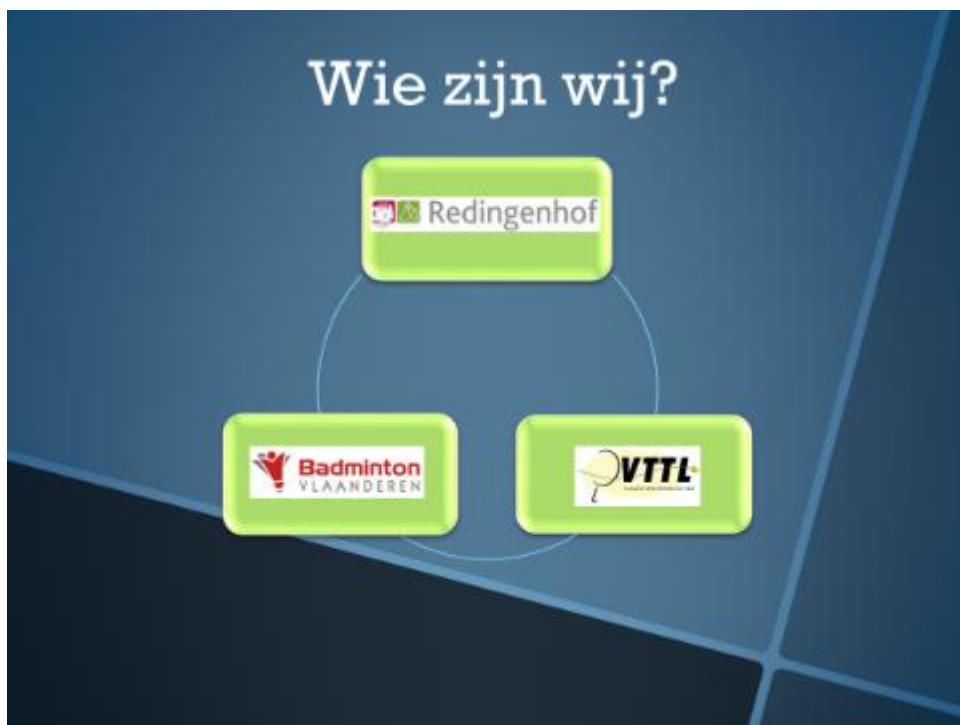 Wie zijn wij?
Redingenhof
Badminton
VLAANDEREN
VTTL